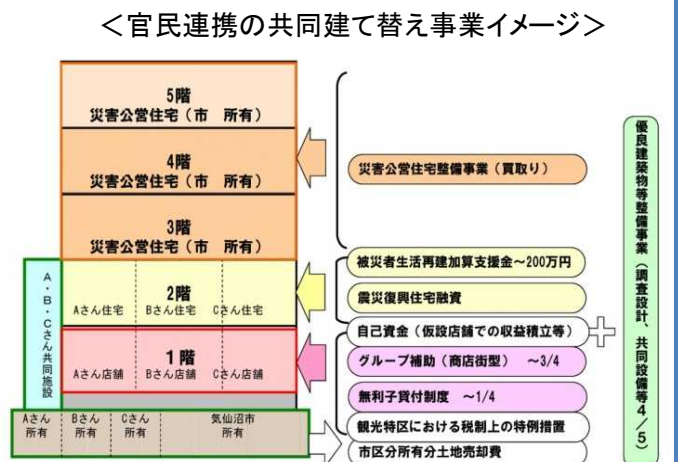 ＜官民連携の共同建て替え事業イメージ＞
5階
災害公営住宅（市　所有）
4階
災害公営住宅（市　所有）
3階
災害公営住宅（市　所有）
2階
Aさん住宅　Bさん住宅　Cさん住宅
1階
Aさん店舗　Bさん店舗　Cさん店舗
A・B・Cさん共同施設
Aさん
所有
Bさん
所有
Cさん
所有
気仙沼市
所有
災害公営住宅整備事業（買取り）
被災者生活再建加算支援金～200万円
震災復興住宅融資
自己資金（仮設店舗での収益積立等）
グループ補助（商店街型）　～3/4
無利子貸付制度　～1/4
観光特区における税制上の特例措置
市区分所有分土地売却費
優良建築物等整備事業（調査設計、共同設備等4／5）